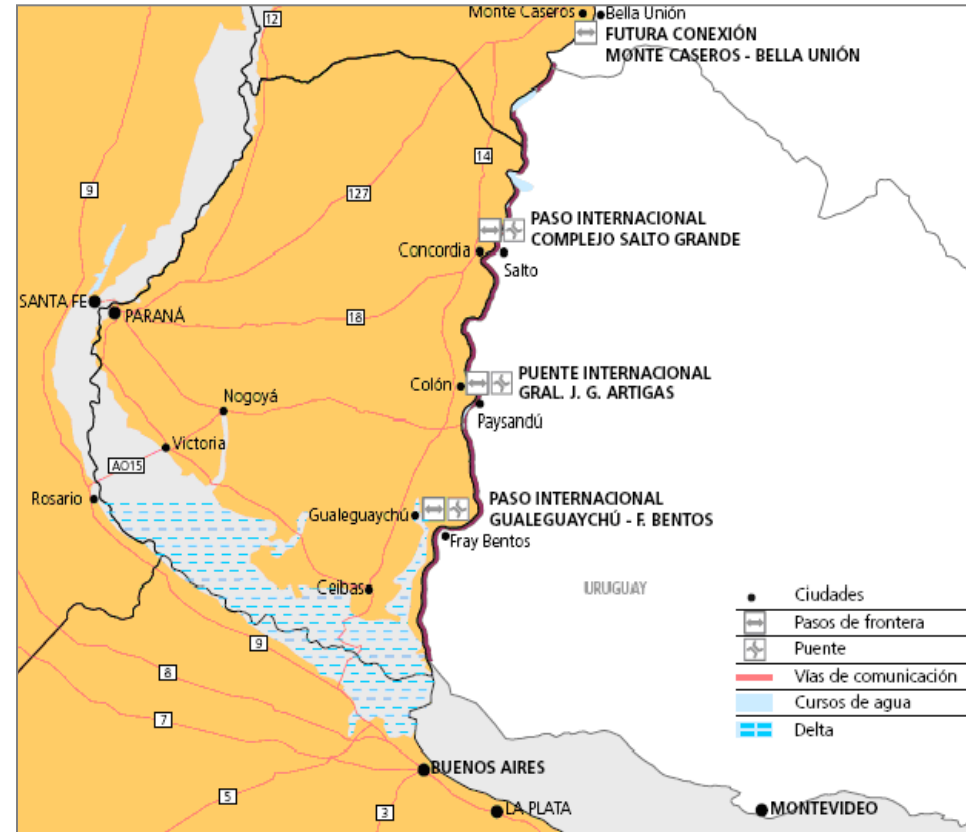 Monte Caseros
Bella Unión
12
FUTURA CONEXIÓN
MONTE CASEROS - BELLA UNIÓN
14
9
127
PASO INTERNACIONAL
COMPLEJO SALTO GRANDE
Concordia
Salto
SANTA FE
PARANÁ
18
PUENTE INTERNACIONAL
GRAL. J. G. ARTIGAS
Colón
Nogoyá
Paysandú
Victoria
AO15
Rosario
PASO INTERNACIONAL
GUALEGUAYCHÚ - F. BENTOS
Gualeguaychú
Fray Bentos
Ceibas
URUGUAY
Ciudades
Pasos de frontera
Puente
Vías de comunicación
Cursos de agua
Delta
9
8
7
BUENOS AIRES
5
3
LA PLATA
MONTEVIDEO